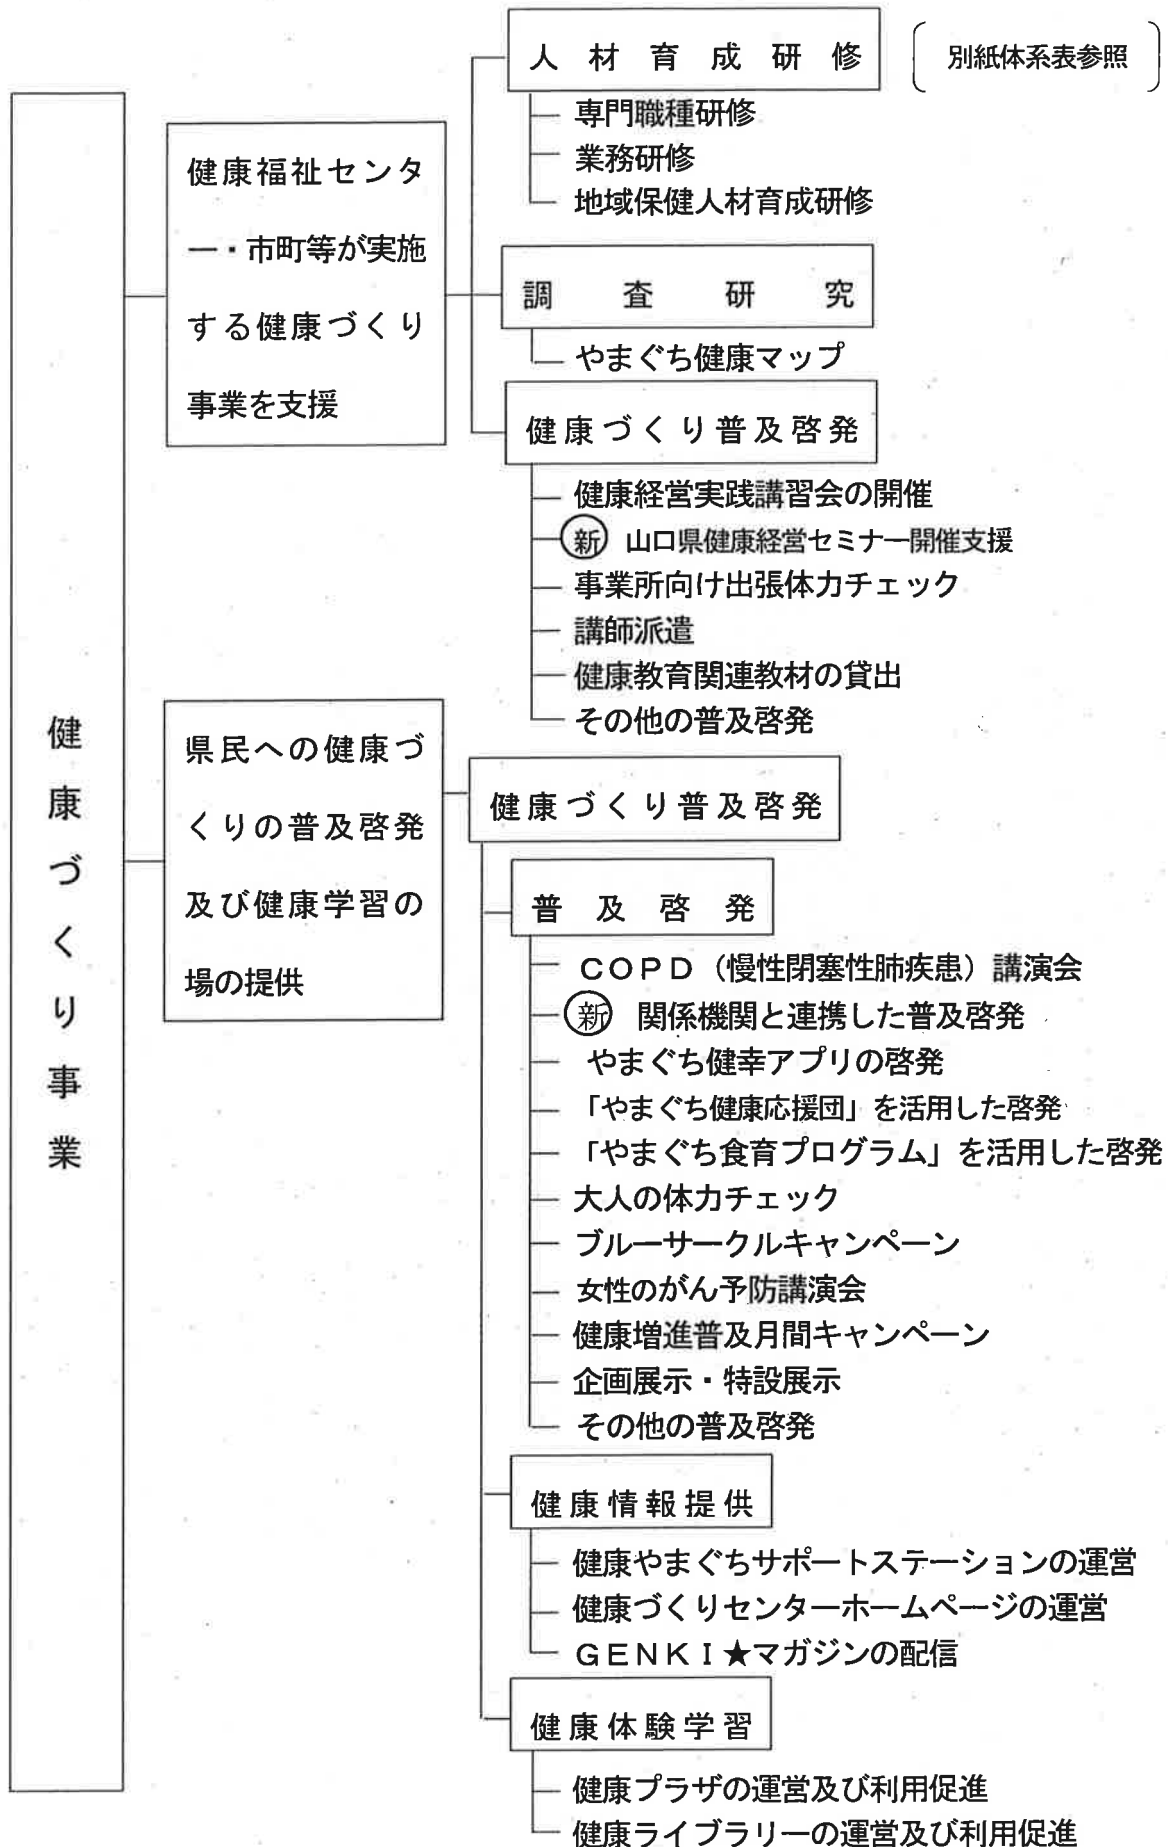 健康づくり事業
健康福祉センタ
ー・市町等が実施
する健康づくり
事業を支援
人材育成研修
別紙体系表参照
専門職種研修
業務研修
地域保健人材育成研修
調査研究
やまぐち健康マップ
健康づくり普及啓発
健康経営実践講習会の開催
新 山口県健康経営セミナー開催支援
事業所向け出張体力チェック
講師派遣
健康教育関連教材の貸出
その他の普及啓発
県民への健康づ
くりの普及啓発
及び健康学習の
場の提供
健康づくり普及啓発
普及啓発
COPD(慢性閉塞性肺疾患)講演会
新 関係機関と連携した普及啓発
やまぐち健幸アプリの啓発
「やまぐち健康応援団」を活用した啓発
「やまぐち食育プログラム」を活用した啓発
大人の体力チェック
ブルーサークルキャンペーン
女性のがん予防講演会
健康増進普及月間キャンペーン
企画展示・特設展示
その他の普及啓発
健康情報提供
健康やまぐちサポートステーションの運営
健康づくりセンターホームページの運営
GENKI★マガジンの配信
健康体験学習
健康プラザの運営及び利用促進
健康ライブラリーの運営及び利用促進